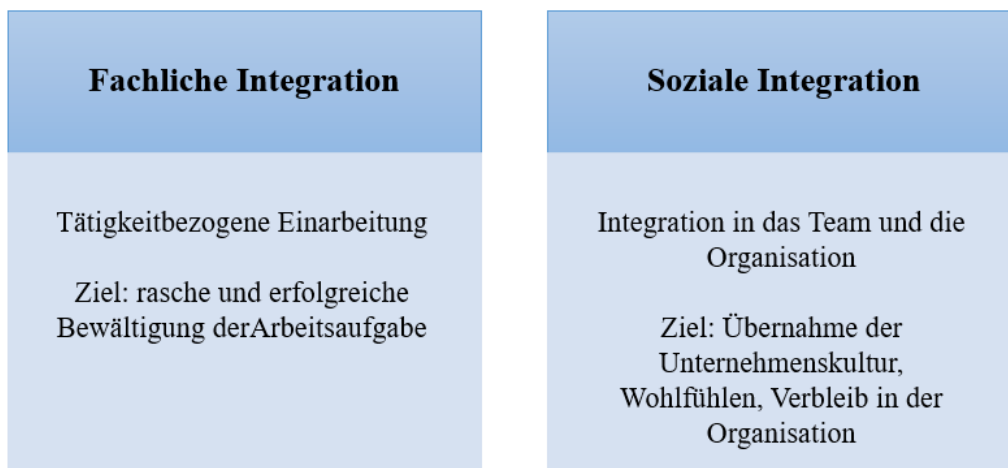 Fachliche Integration
Tätigkeitbezogene Einarbeitung
Ziel: rasche und erfolgreiche
Bewältigung derArbeitsaufgabe
Soziale Integration
Integration in das Team und die
Organisation
Ziel: Übernahme der
Unternehmenskultur,
Wohlfühlen, Verbleib in der
Organisation